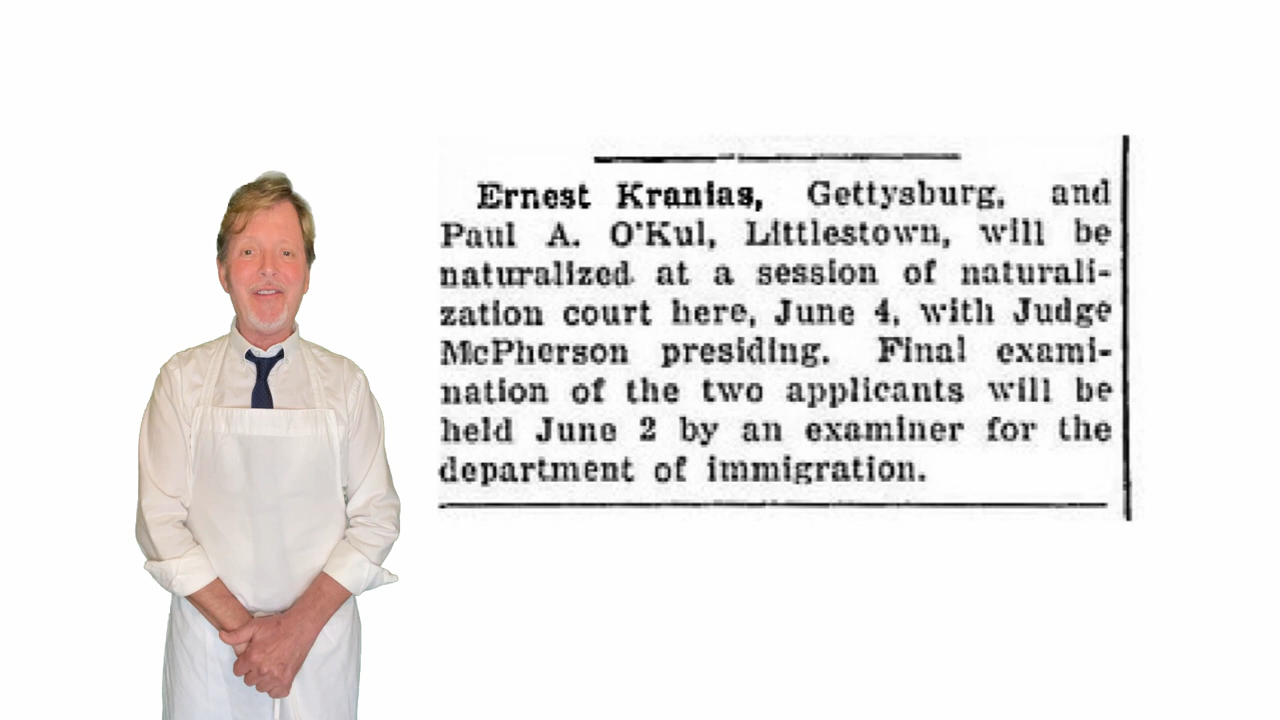 Ernest Kranias, Gettysburg, and
Paul A. O'Kul, Littlestown, will be
naturalized at a session of naturali-
zation court here, June 4, with Judge
McPherson presiding. Final exami-
nation of the two applicants will be
held June 2 by an examiner for the
department of immigration.